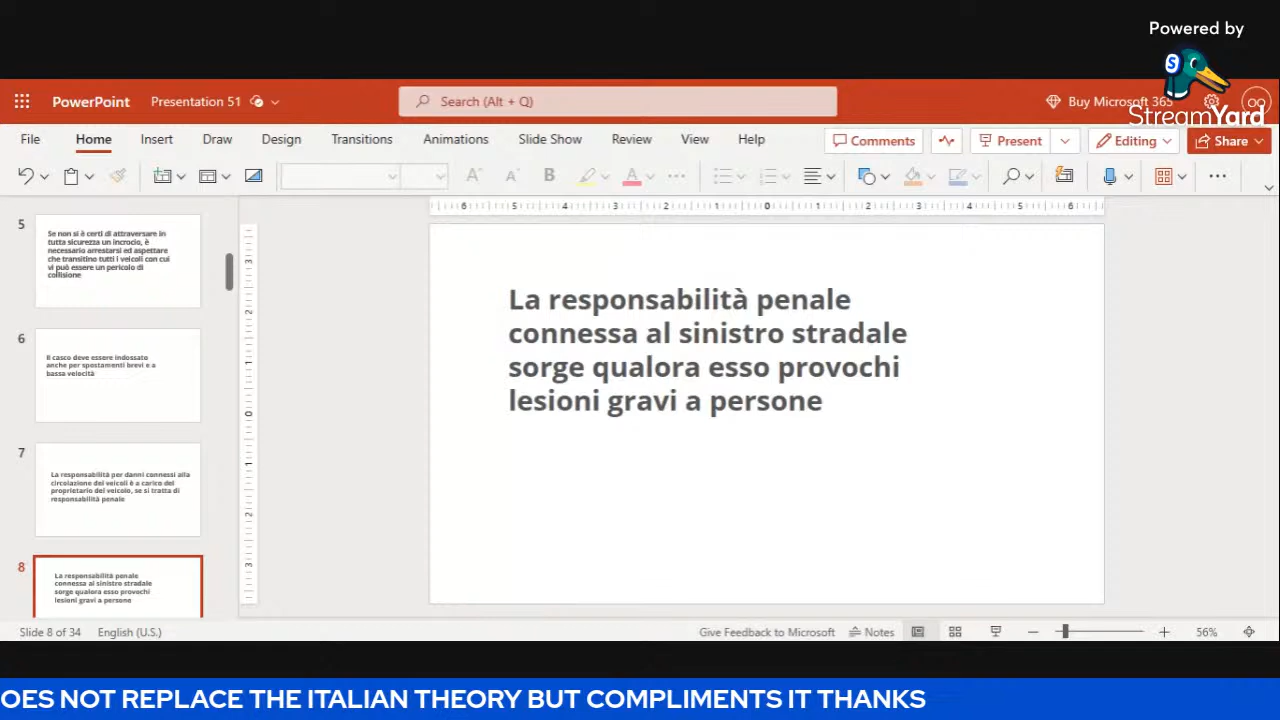 Powered by
StreamYard
PowerPoint Presentation 51 Search (Alt + Q) Buy Microsoft 365 OO
File Home Insert Draw Design Transitions Animations Slide Show Review View Help Comments Present Editing Share
5
Se non si è certi di attraversare in
tutta sicurezza un incrocio, è
necessario arrestarsi ed aspettare
che transitino tutti i veicoli con cui
vi può essere un pericolo di
collisione
6
Il casco deve essere indossato
anche per spostamenti brevi e a
bassa velocità
7
La responsabilità per danni connessi alla
circolazione dei veicoli è a carico del
proprietario del veicolo, se si tratta di
responsabilità penale
8
La responsabilità penale
connessa al sinistro stradale
sorge qualora esso provochi
lesioni gravi a persone
La responsabilità penale
connessa al sinistro stradale
sorge qualora esso provochi
lesioni gravi a persone
Slide 8 of 34 English (U.S.) Give Feedback to Microsoft Notes 56%
OES NOT REPLACE THE ITALIAN THEORY BUT COMPLIMENTS IT THANKS